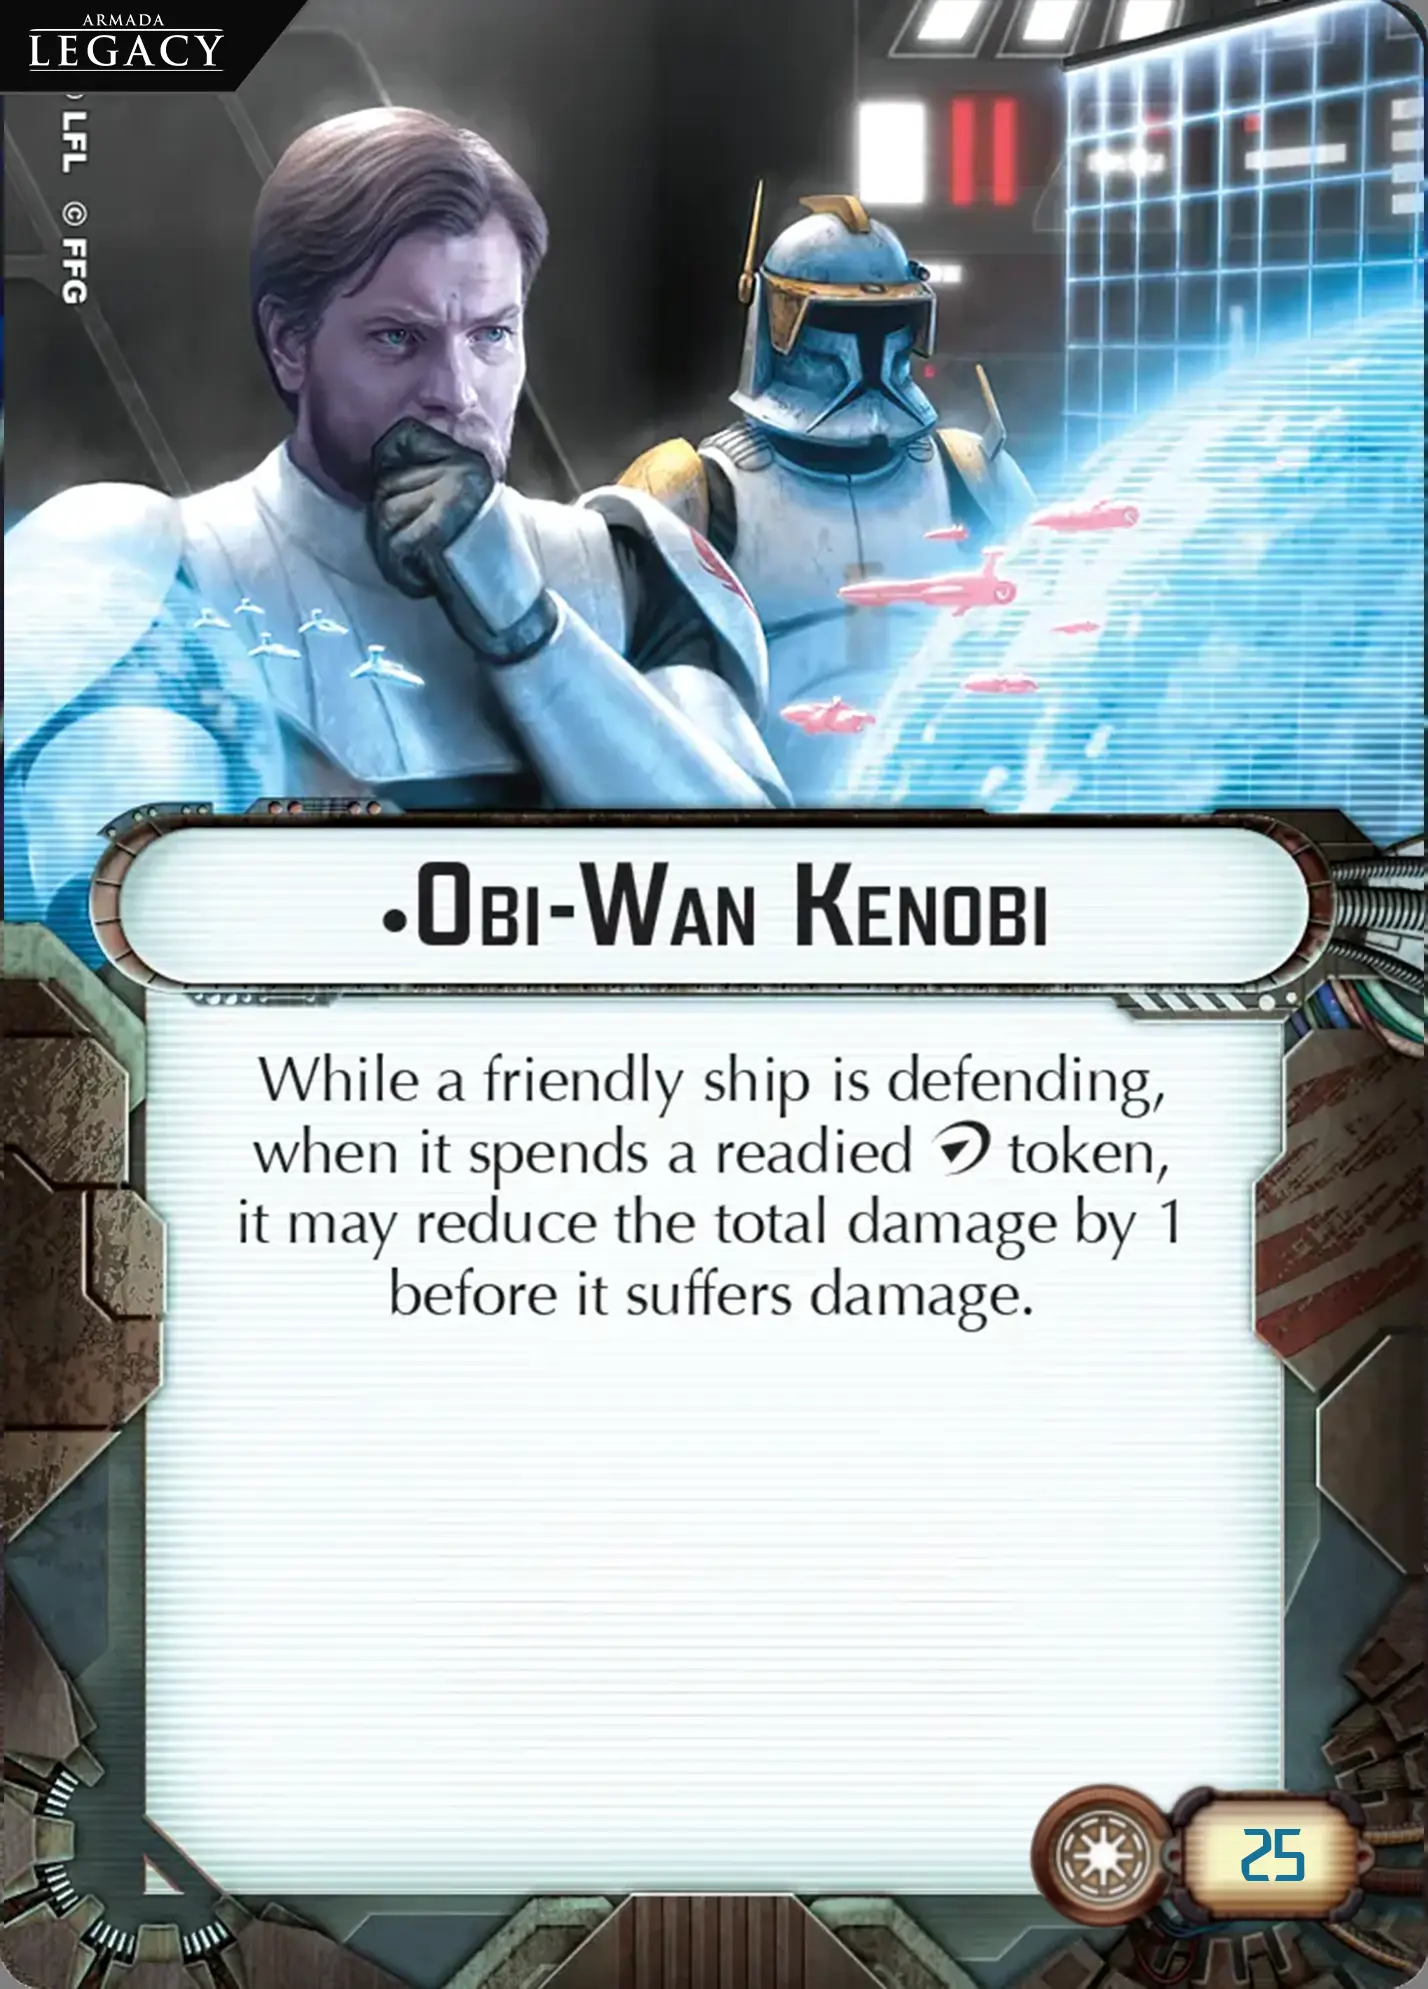 ARMADA
LEGACY
) LFL © FFG
•Obi-Wan Kenobi
While a friendly ship is defending,
when it spends a readied token,
it may reduce the total damage by 1
before it suffers damage.
25